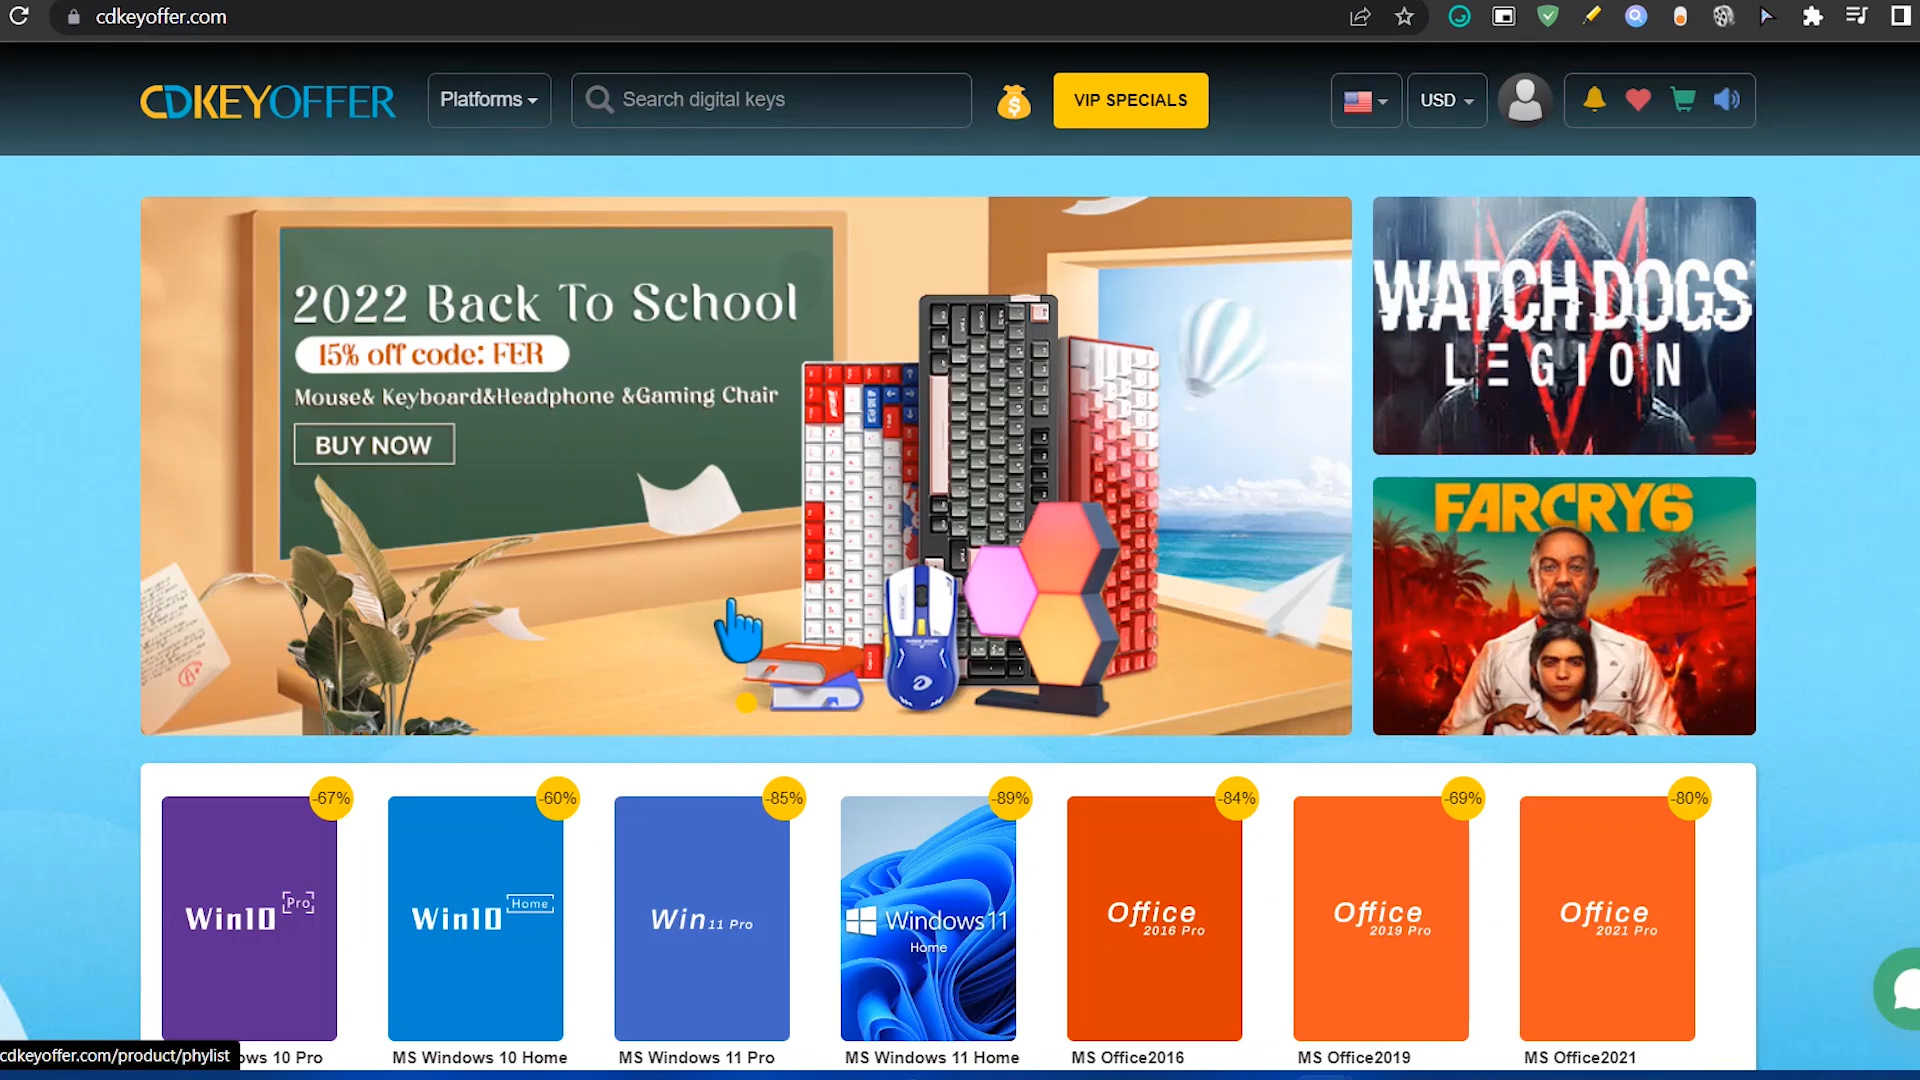 cdkeyoffer.com
CDKEYOFFER
Platforms
Search digital keys
VIP SPECIALS
USD
2022 Back To School
15% off code: FER
Mouse& Keyboard&Headphone &Gaming Chair
BUY NOW
WATCH DOGS
LEGION
FARCRY6
A+
-67%
-60%
-85%
-89%
-84%
-69%
-80%
Win10 Pro
Win10 Home
Win 11 Pro
Windows 11
Home
Office
2016 Pro
Office
2019 Pro
Office
2021 Pro
cdkeyoffer.com/product/phylist
ows 10 Pro
MS Windows 10 Home
MS Windows 11 Pro
MS Windows 11 Home
MS Office2016
MS Office2019
MS Office2021